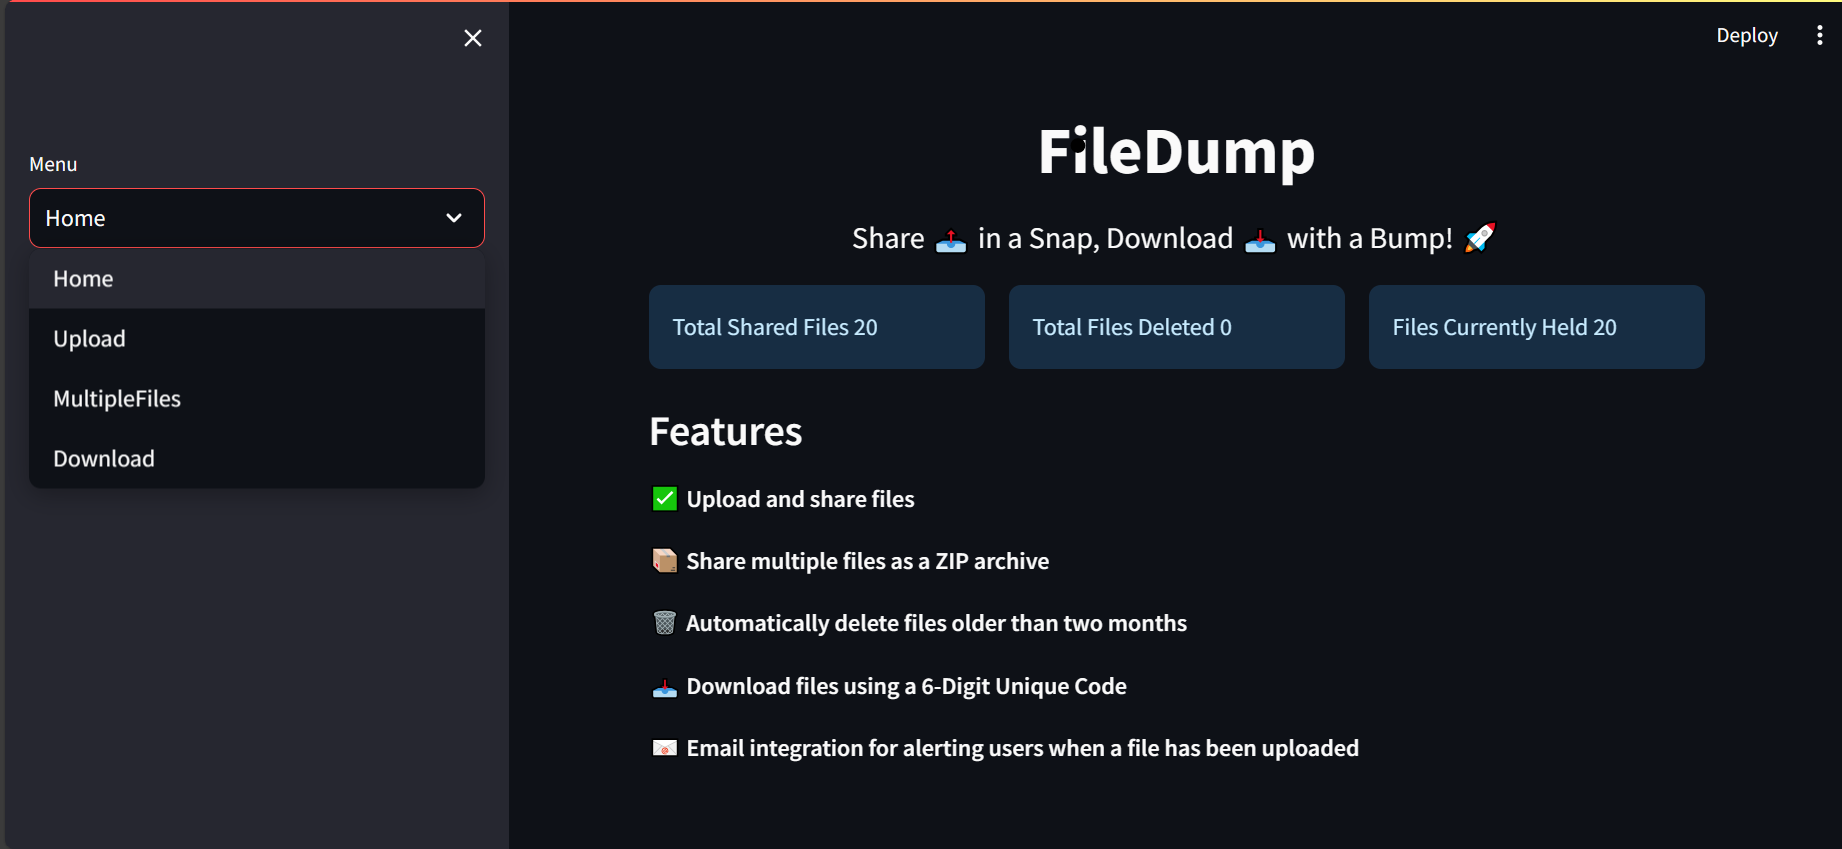 Deploy
Menu
Home
Home
Upload
MultipleFiles
Download
FileDump
Share 📤 in a Snap, Download 📥 with a Bump! 🚀
Total Shared Files 20
Total Files Deleted 0
Files Currently Held 20
Features
✅ Upload and share files
📦 Share multiple files as a ZIP archive
🗑️ Automatically delete files older than two months
📥 Download files using a 6-Digit Unique Code
📧 Email integration for alerting users when a file has been uploaded